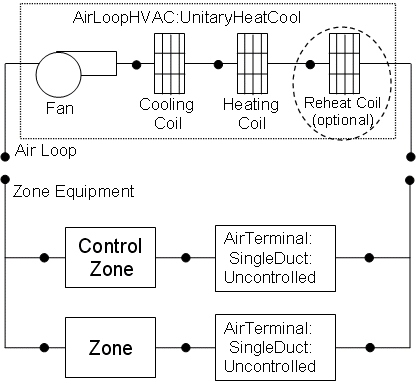 AirLoopHVAC:UnitaryHeatCool
Fan
Cooling
Coil
Heating
Coil
Reheat Coil
(optional)
Air Loop
Zone Equipment
Control
Zone
AirTerminal:
SingleDuct:
Uncontrolled
Zone
AirTerminal:
SingleDuct:
Uncontrolled